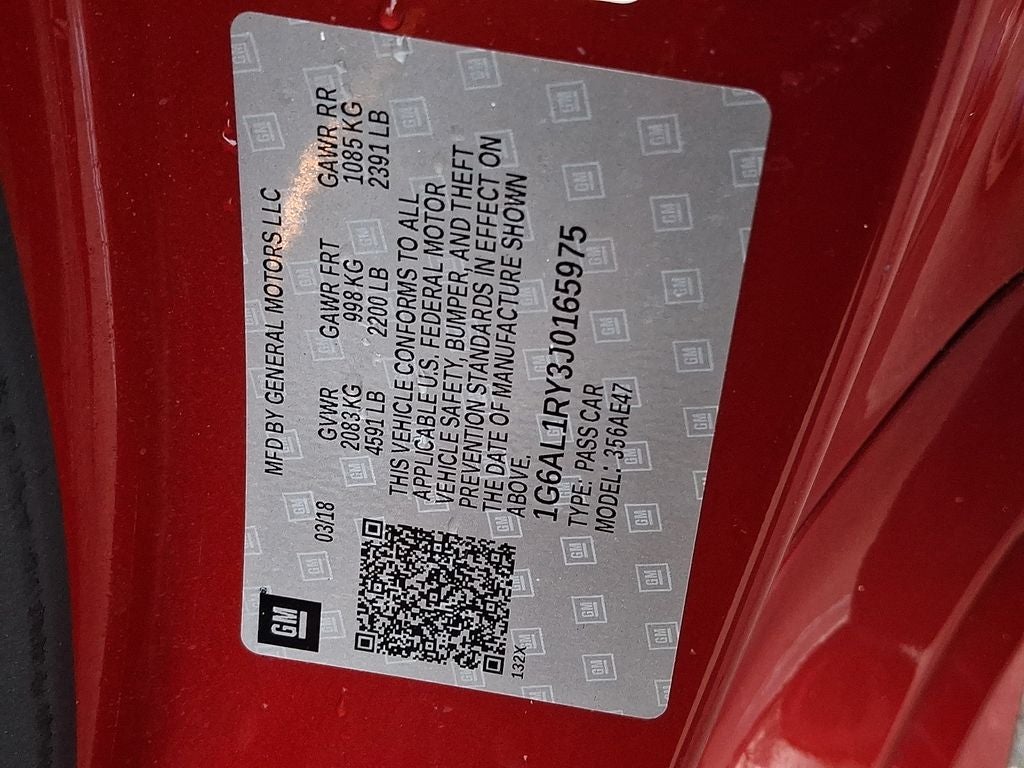 GM
MFD BY GENERAL MOTORS LLC
03/18 GVWR GAWR FRT GAWR RR
2083 KG 998 KG 1085 KG
4591 LB 2200 LB 2391 LB
THIS VEHICLE CONFORMS TO ALL
APPLICABLE U.S. FEDERAL MOTOR
VEHICLE SAFETY, BUMPER, AND THEFT
PREVENTION STANDARDS IN EFFECT ON
THE DATE OF MANUFACTURE SHOWN
ABOVE.
1G6AL1RY3J0165975
132X TYPE: PASS CAR
MODEL: 356AE47